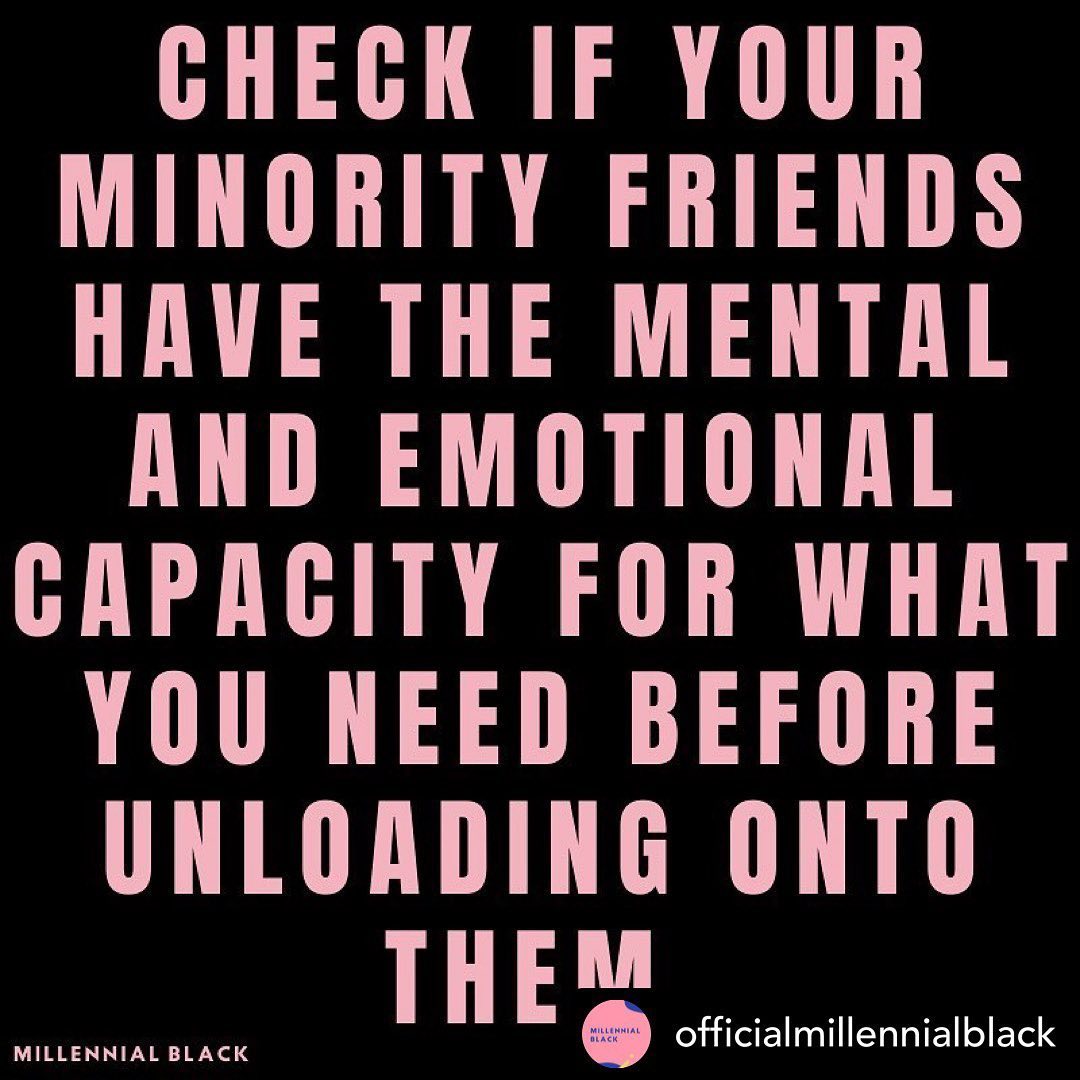 CHECK IF YOUR
MINORITY FRIENDS
HAVE THE MENTAL
AND EMOTIONAL
CAPACITY FOR WHAT
YOU NEED BEFORE
UNLOADING ONTO
THEM
MILLENNIAL BLACK
MILLENNIAL
BLACK
officialmillennialblack